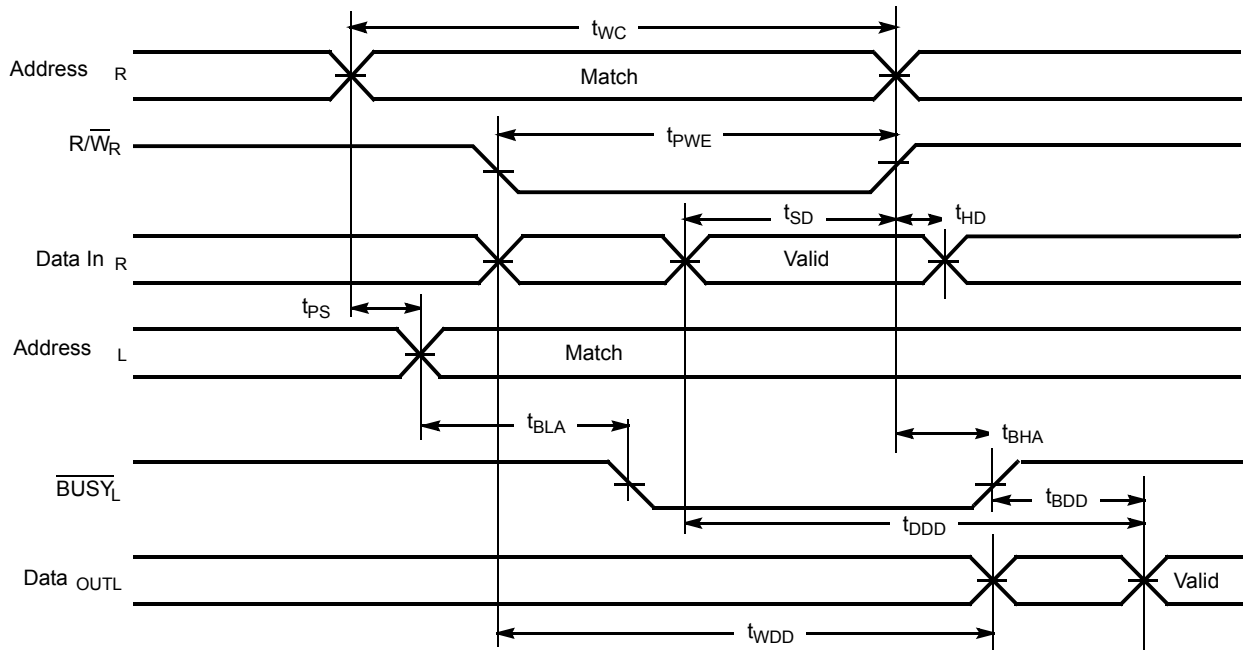 tWC
Address R
Match
R/W̅R
tPWE
tSD
tHD
Data In R
Valid
tPS
Address L
Match
tBLA
tBHA
B̅U̅S̅Y̅L
tBDD
tDDD
Data OUTL
Valid
tWDD